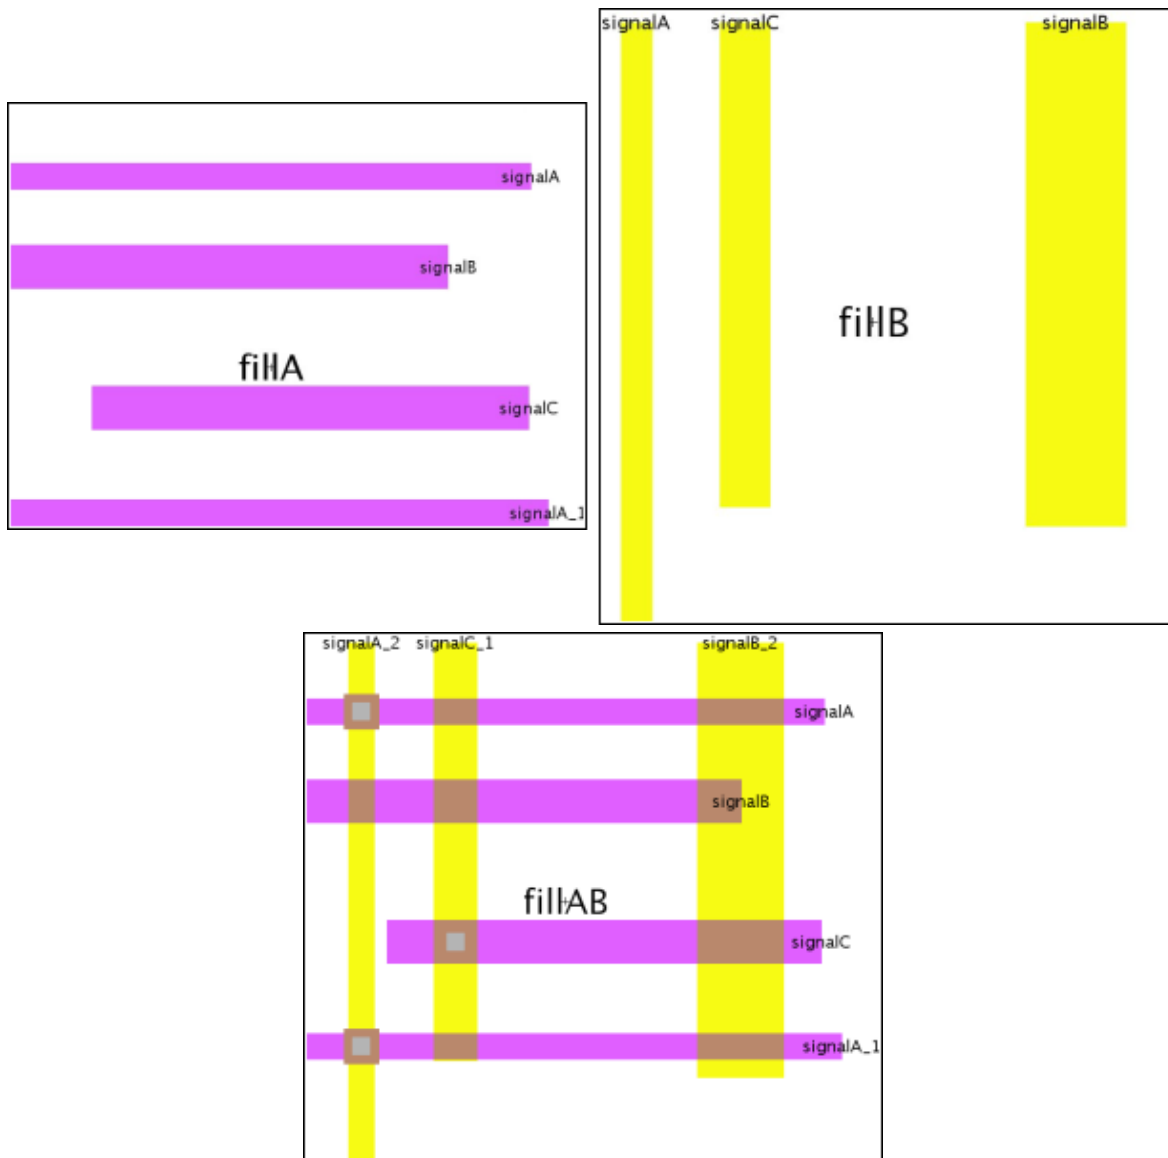 signalA
signalB
fillA
signalC
signalA_1
signalA signalC signalB
fillB
signalA_2 signalC_1 signalB_2
signalA
signalB
fillAB
signalC
signalA_1